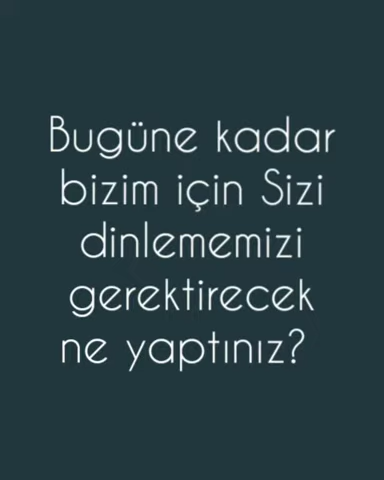 Bugüne kadar
bizim için Sizi
dinlememizi
gerektirecek
ne yaptınız?